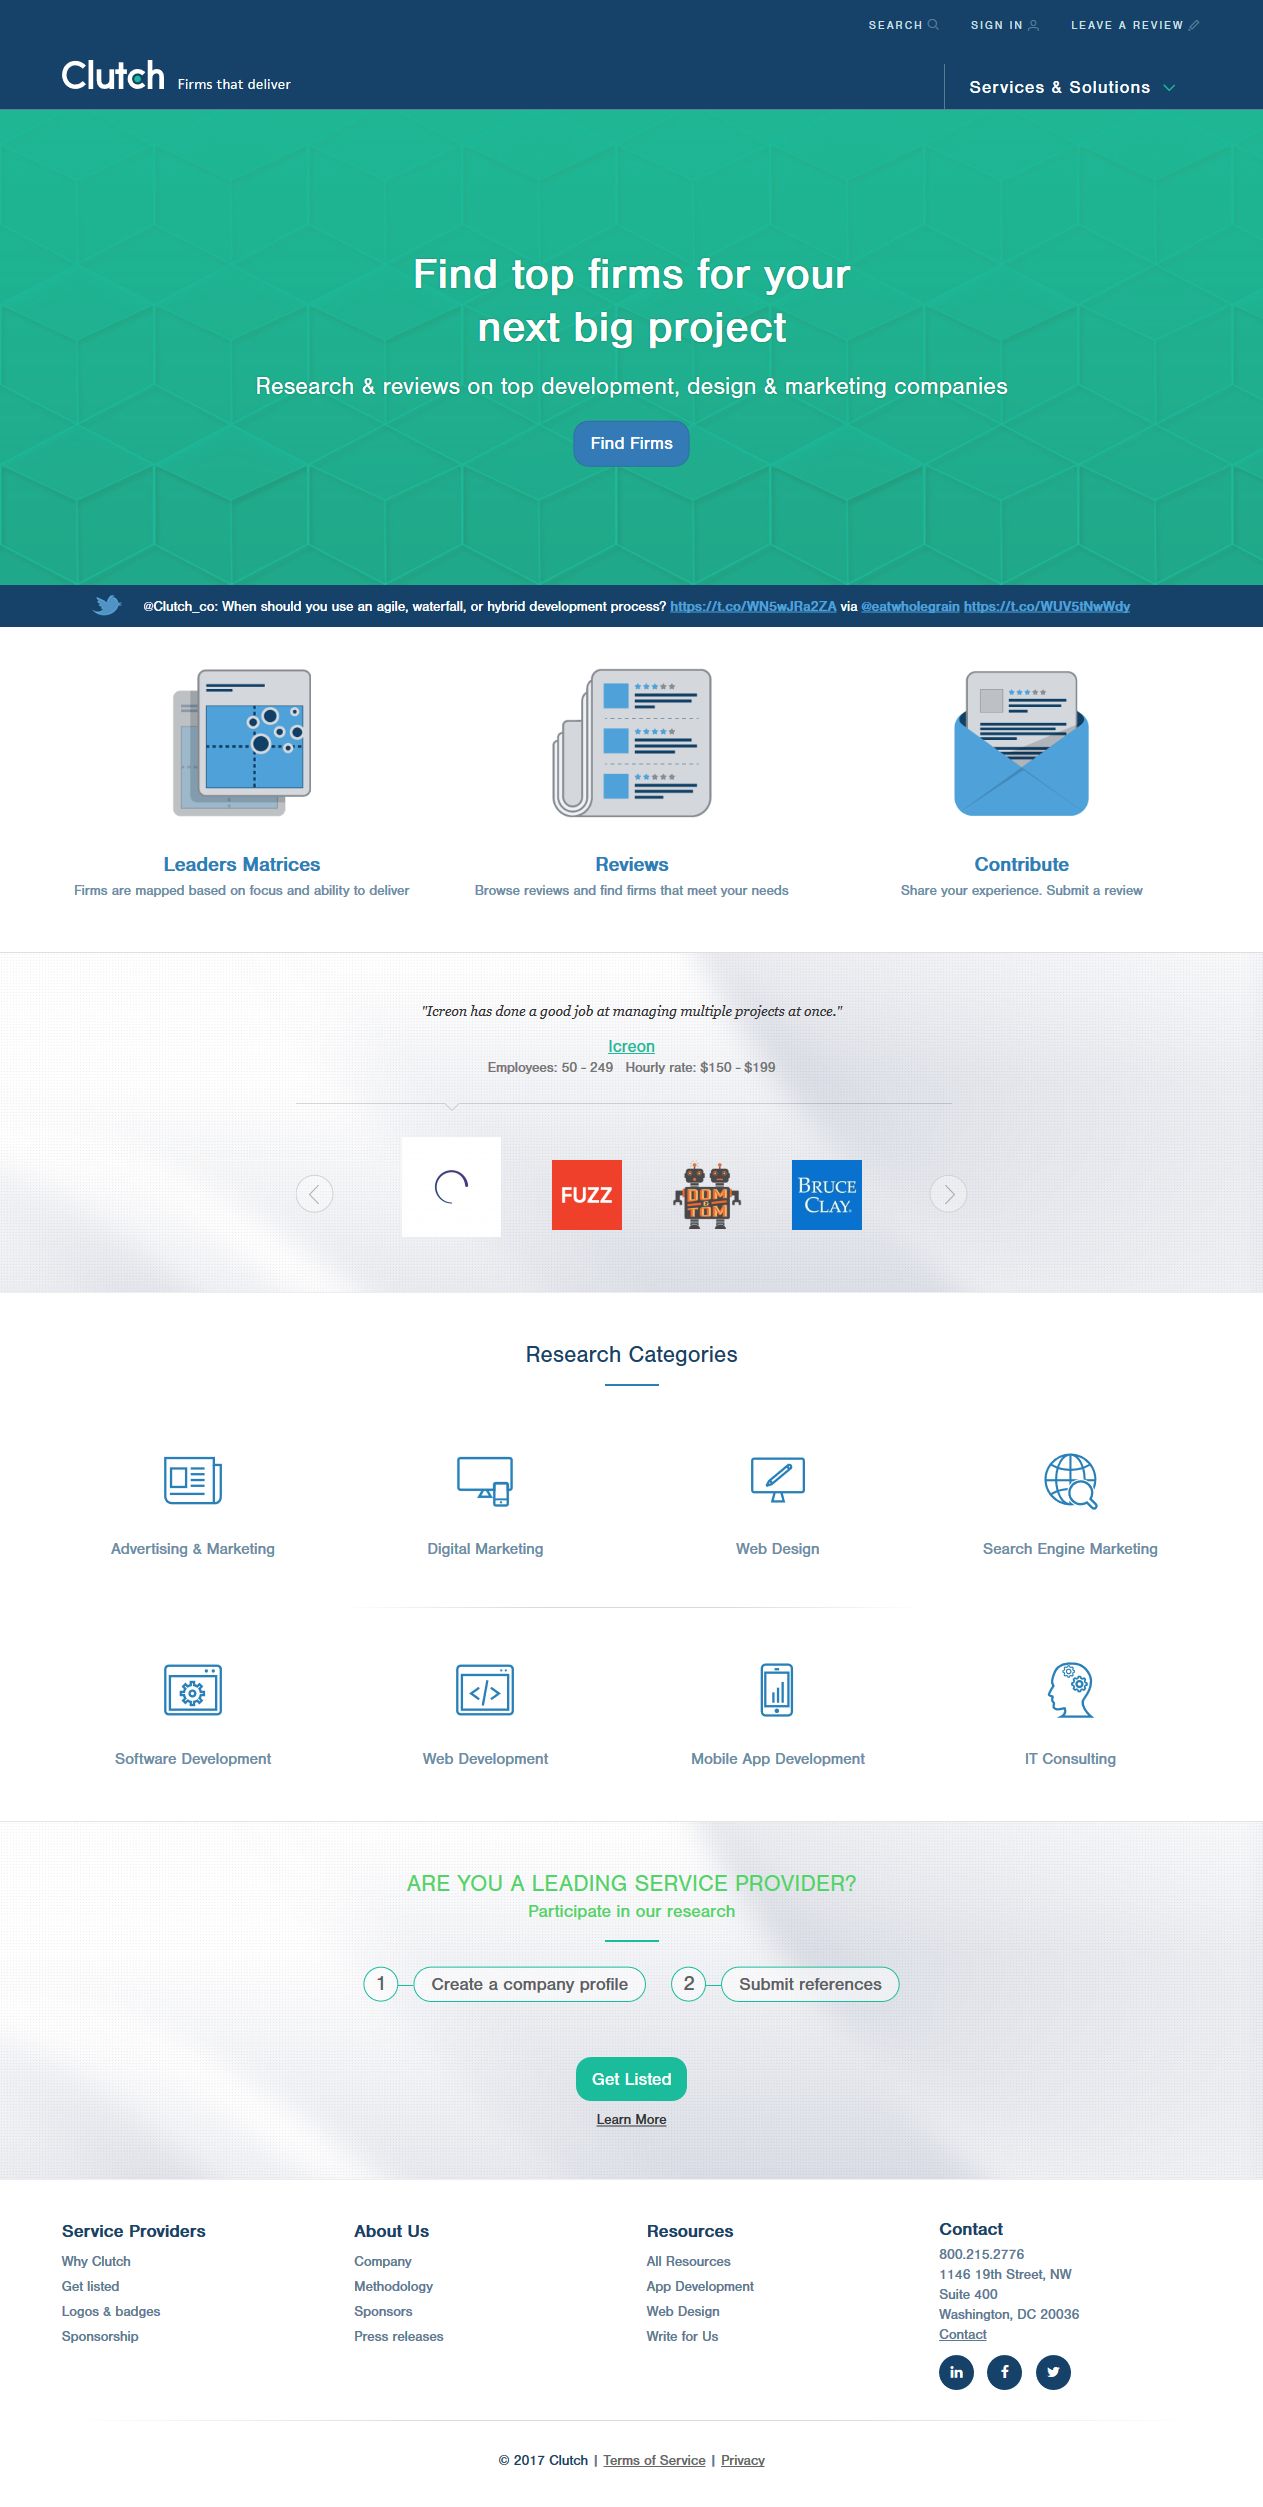 SEARCH SIGN IN LEAVE A REVIEW
Clutch Firms that deliver
Services & Solutions
Find top firms for your
next big project
Research & reviews on top development, design & marketing companies
Find Firms
@Clutch_co: When should you use an agile, waterfall, or hybrid development process? https://t.co/WN5wJRa2ZA via @eatwholegrain https://t.co/WUV5tNwWdy
Leaders Matrices
Firms are mapped based on focus and ability to deliver
Reviews
Browse reviews and find firms that meet your needs
Contribute
Share your experience. Submit a review
"Icreon has done a good job at managing multiple projects at once."
Icreon
Employees: 50 - 249 Hourly rate: $150 - $199
FUZZ
DOM
&
TOM
BRUCE
CLAY.
Research Categories
Advertising & Marketing
Digital Marketing
Web Design
Search Engine Marketing
Software Development
Web Development
Mobile App Development
IT Consulting
ARE YOU A LEADING SERVICE PROVIDER?
Participate in our research
1 Create a company profile
2 Submit references
Get Listed
Learn More
Service Providers
Why Clutch
Get listed
Logos & badges
Sponsorship
About Us
Company
Methodology
Sponsors
Press releases
Resources
All Resources
App Development
Web Design
Write for Us
Contact
800.215.2776
1146 19th Street, NW
Suite 400
Washington, DC 20036
Contact
in f
© 2017 Clutch | Terms of Service | Privacy